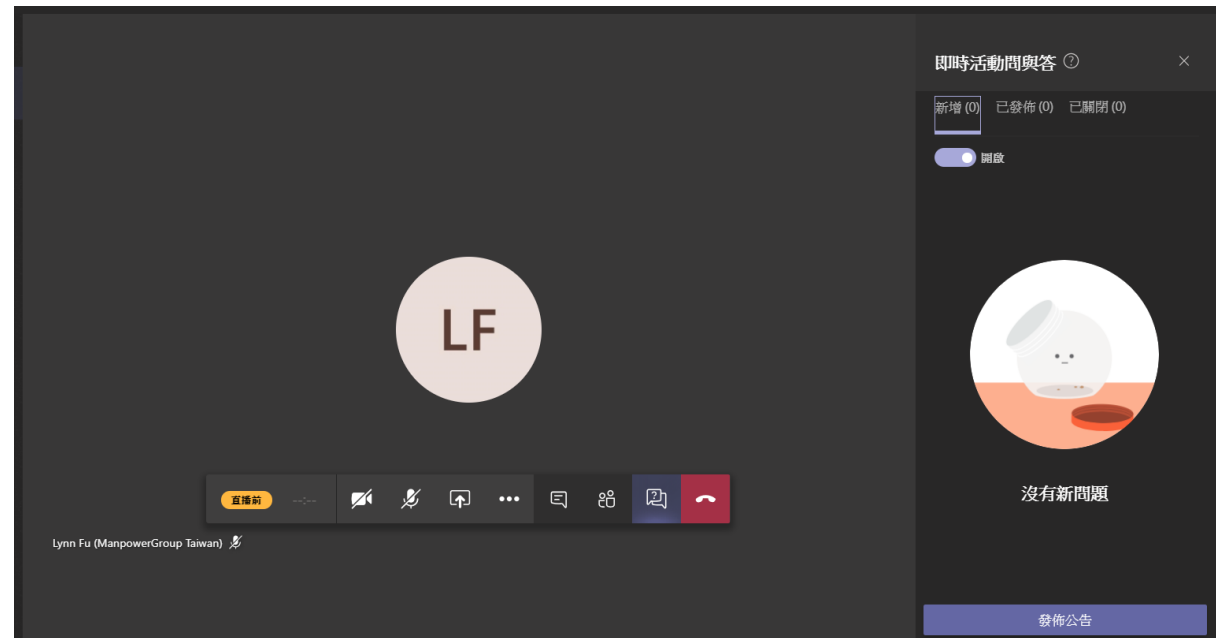 即時活動問與答
新增 (0) 已發佈 (0) 已關閉 (0)
開啟
LF
沒有新問題
直播前 --:--
Lynn Fu (ManpowerGroup Taiwan)
發佈公告